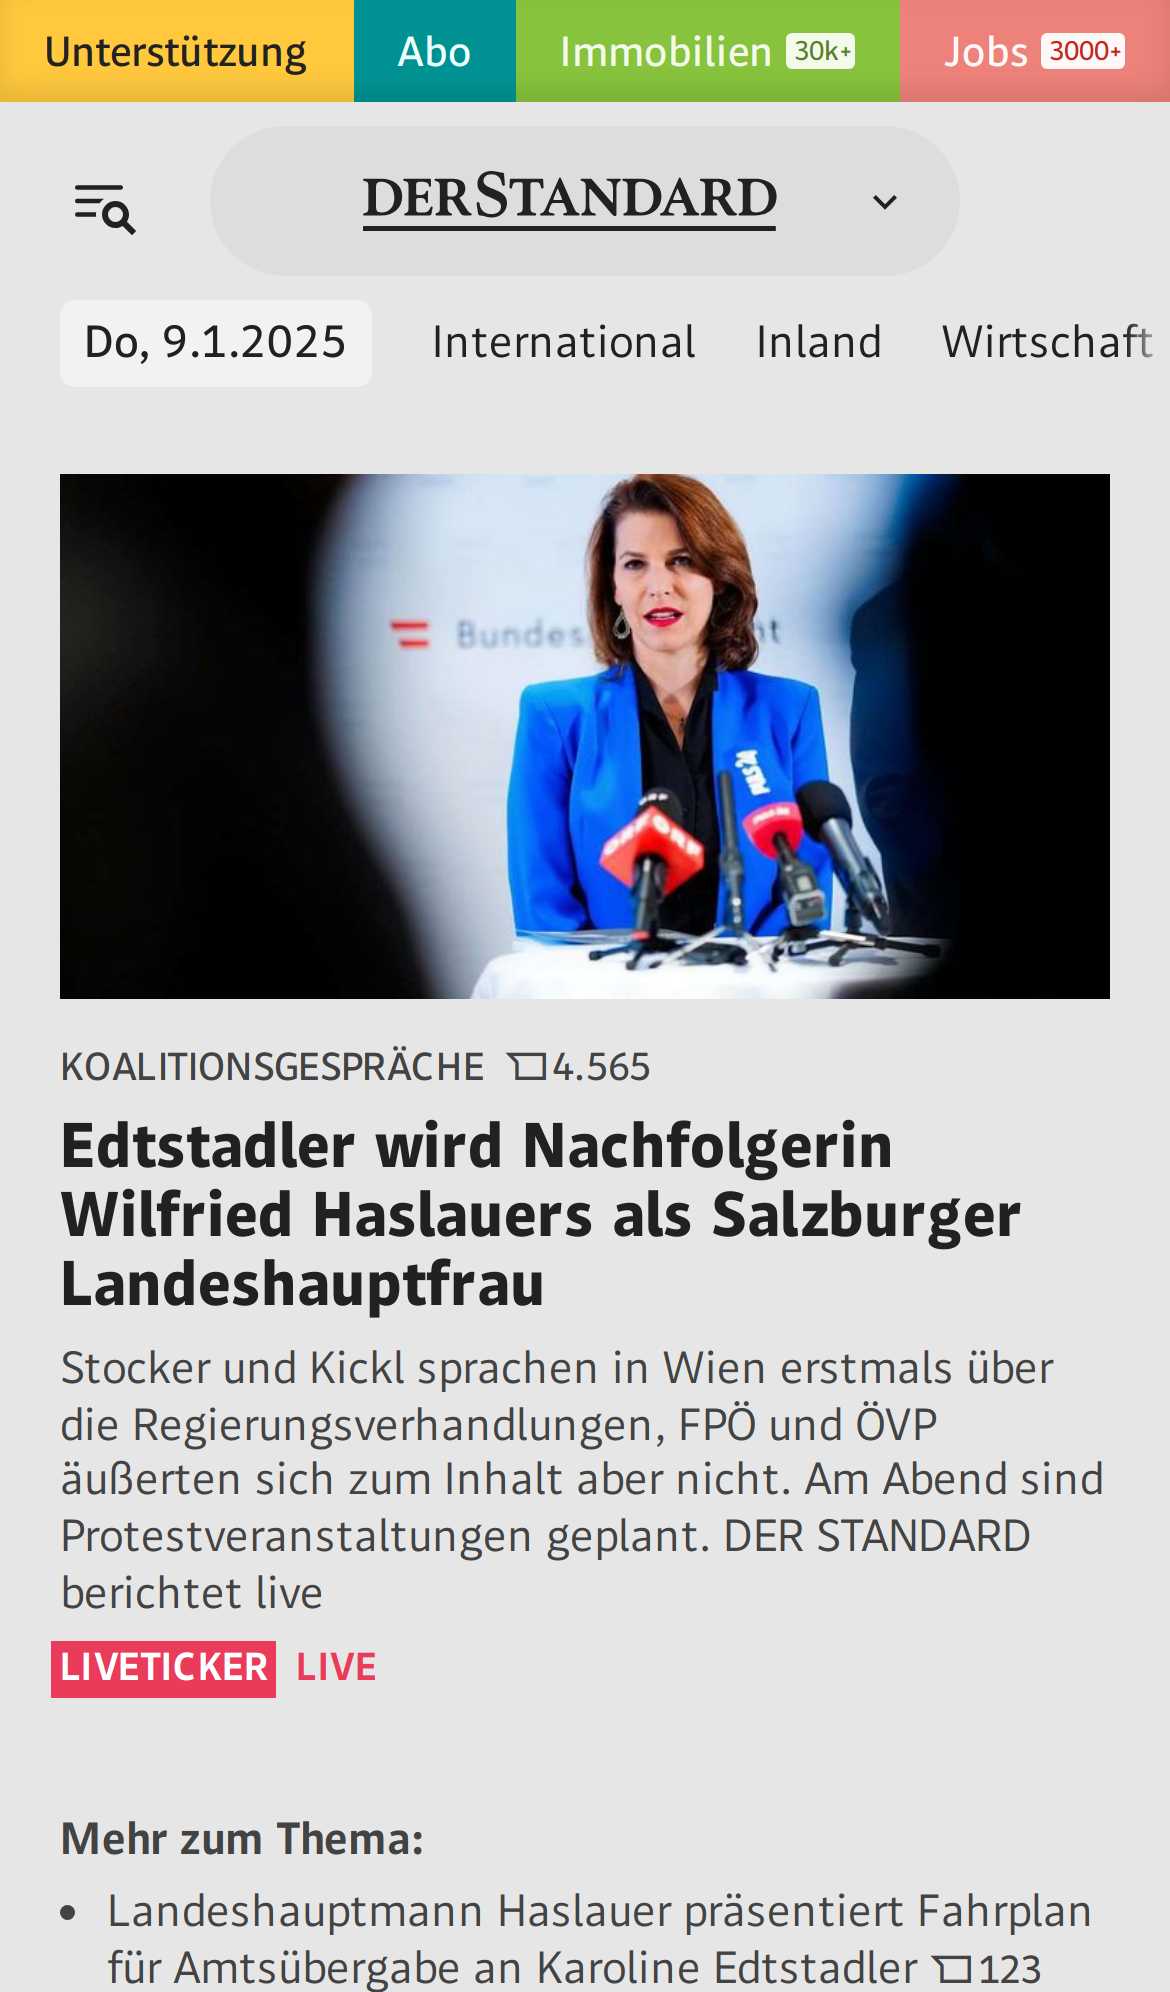 Unterstützung
Abo
Immobilien 30k+
Jobs 3000+
DERSTANDARD
Do, 9.1.2025
International
Inland
Wirtschaft
Bundes
ORF ORF
KOALITIONSGESPRÄCHE 4.565
Edtstadler wird Nachfolgerin
Wilfried Haslauers als Salzburger
Landeshauptfrau
Stocker und Kickl sprachen in Wien erstmals über
die Regierungsverhandlungen, FPÖ und ÖVP
äußerten sich zum Inhalt aber nicht. Am Abend sind
Protestveranstaltungen geplant. DER STANDARD
berichtet live
LIVETICKER LIVE
Mehr zum Thema:
• Landeshauptmann Haslauer präsentiert Fahrplan
für Amtsübergabe an Karoline Edtstadler 123